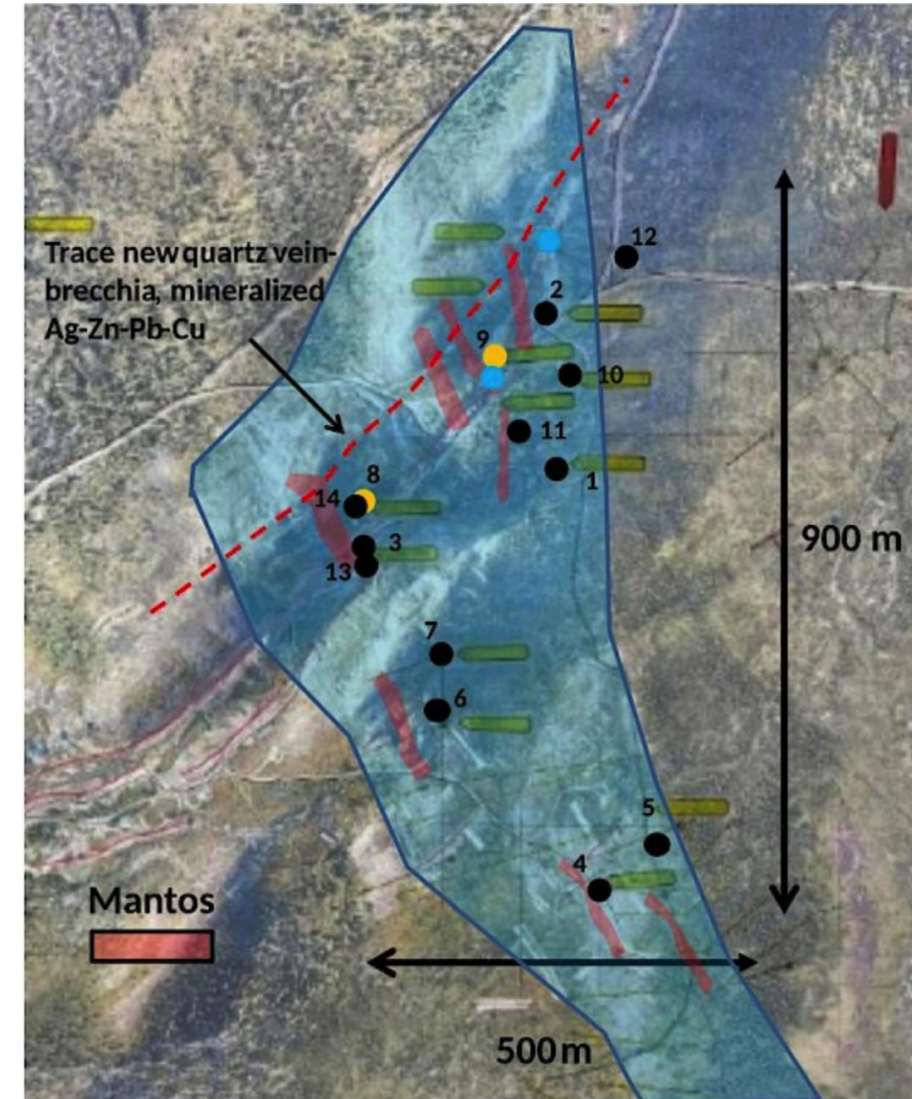 Trace new quartz vein-
brecchia, mineralized
Ag-Zn-Pb-Cu
12
2
9
10
11
1
8
14
3
13
7
6
900 m
5
4
Mantos
500 m